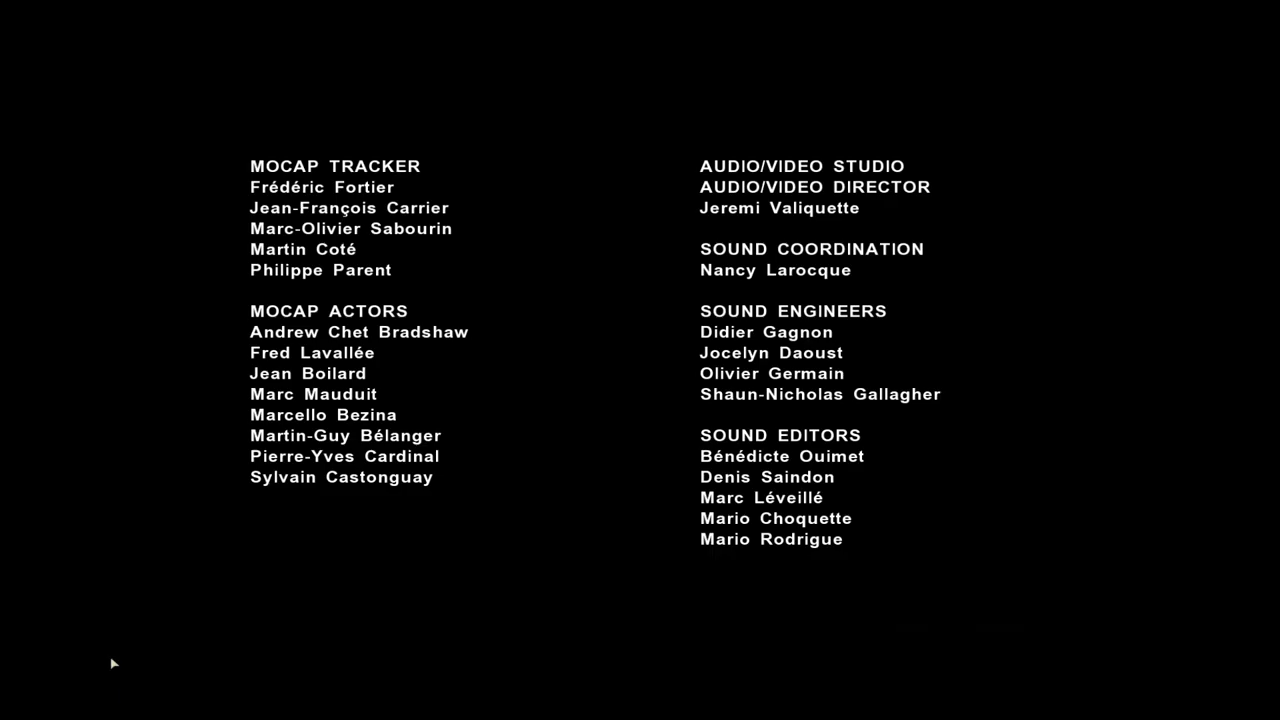 MOCAP TRACKER
Frédéric Fortier
Jean-François Carrier
Marc-Olivier Sabourin
Martin Coté
Philippe Parent
MOCAP ACTORS
Andrew Chet Bradshaw
Fred Lavallée
Jean Boilard
Marc Mauduit
Marcello Bezina
Martin-Guy Bélanger
Pierre-Yves Cardinal
Sylvain Castonguay
AUDIO/VIDEO STUDIO
AUDIO/VIDEO DIRECTOR
Jeremi Valiquette
SOUND COORDINATION
Nancy Larocque
SOUND ENGINEERS
Didier Gagnon
Jocelyn Daoust
Olivier Germain
Shaun-Nicholas Gallagher
SOUND EDITORS
Bénédicte Ouimet
Denis Saindon
Marc Léveillé
Mario Choquette
Mario Rodrigue